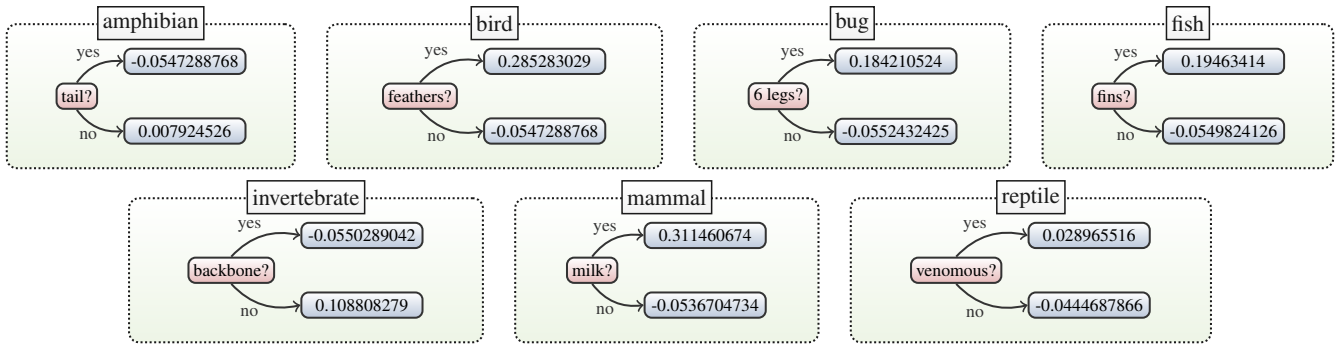 amphibian
yes
-0.0547288768
tail?
no
0.007924526
bird
yes
0.285283029
feathers?
no
-0.0547288768
bug
yes
0.184210524
6 legs?
no
-0.0552432425
fish
yes
0.19463414
fins?
no
-0.0549824126
invertebrate
yes
-0.0550289042
backbone?
no
0.108808279
mammal
yes
0.311460674
milk?
no
-0.0536704734
reptile
yes
0.028965516
venomous?
no
-0.0444687866